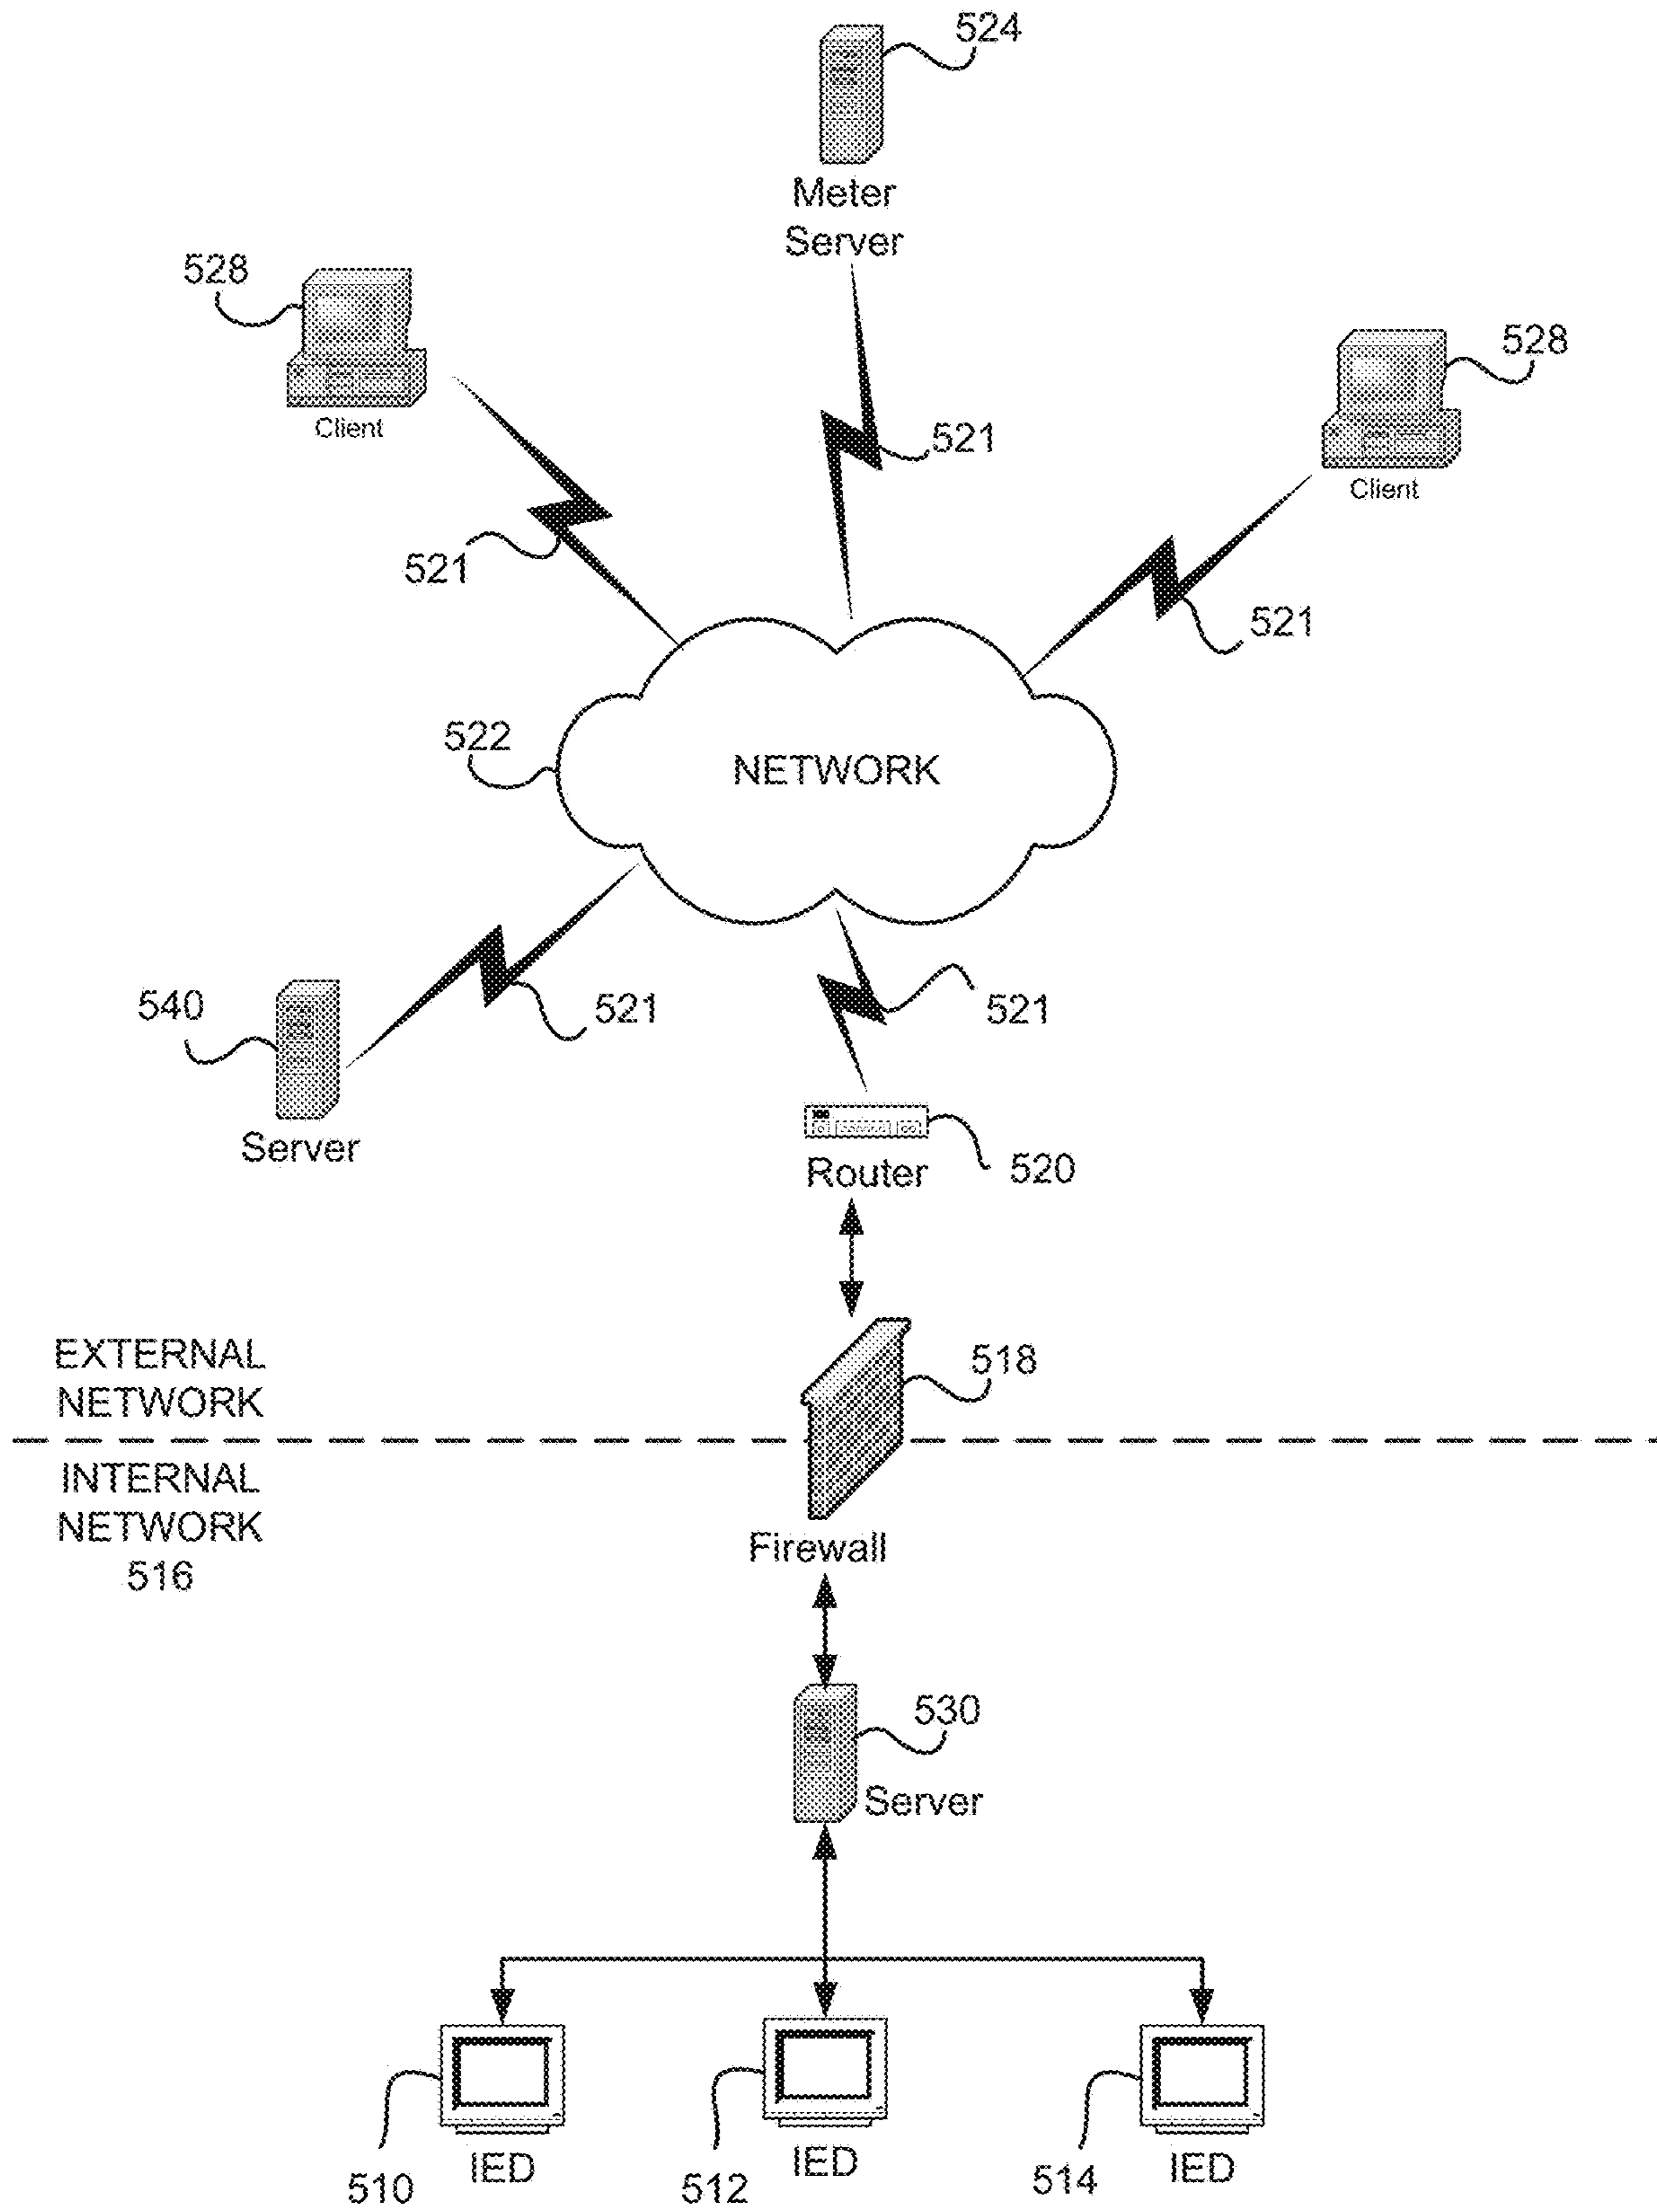 524
Meter
Server
528
Client
528
Client
521
521
521
522
NETWORK
540
Server
521
521
Router
520
EXTERNAL
NETWORK
518
INTERNAL
NETWORK
516
Firewall
530
Server
510
IED
512
IED
514
IED